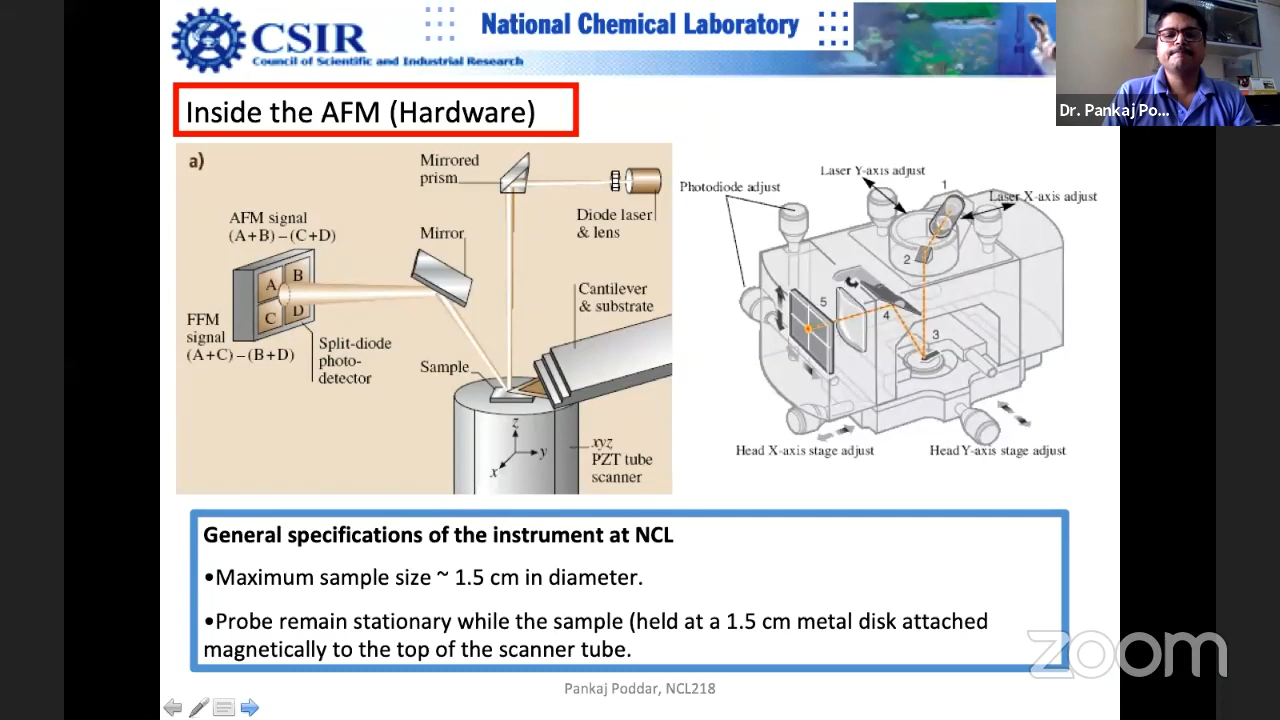 CSIR
Council of Scientific and Industrial Research
National Chemical Laboratory
Dr. Pankaj Po...
Inside the AFM (Hardware)
a)
Mirrored
prism
Diode laser
& lens
AFM signal
(A+B)–(C+D)
Mirror
A
B
C
D
Cantilever
& substrate
FFM
signal
(A+C)–(B+D)
Split-diode
photo-
detector
Sample
z
y
x
xyz
PZT tube
scanner
Photodiode adjust
Laser Y-axis adjust
1
Laser X-axis adjust
2
5
4
3
Head X-axis stage adjust
Head Y-axis stage adjust
General specifications of the instrument at NCL
•Maximum sample size ~ 1.5 cm in diameter.
•Probe remain stationary while the sample (held at a 1.5 cm metal disk attached
magnetically to the top of the scanner tube.
zoom
Pankaj Poddar, NCL218